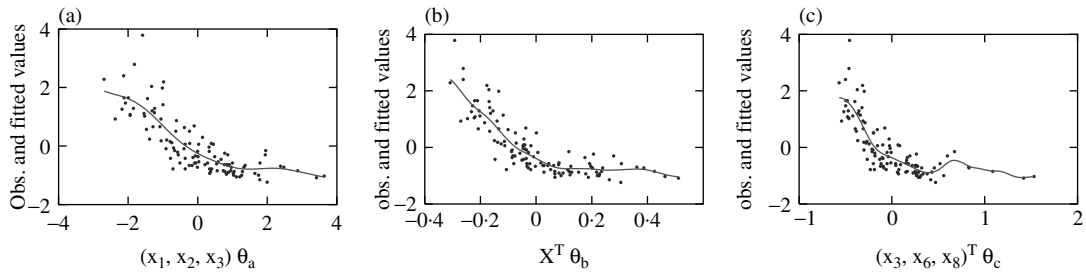 (a)
Obs. and fitted values
4
2
0
−2
−4
−2
0
2
4
(x1, x2, x3) θa
(b)
obs. and fitted values
4
2
0
−2
−0·4
−0·2
0
0·2
0·4
X^T θb
(c)
obs. and fitted values
4
2
0
−2
−1
0
1
2
(x3, x6, x8)^T θc